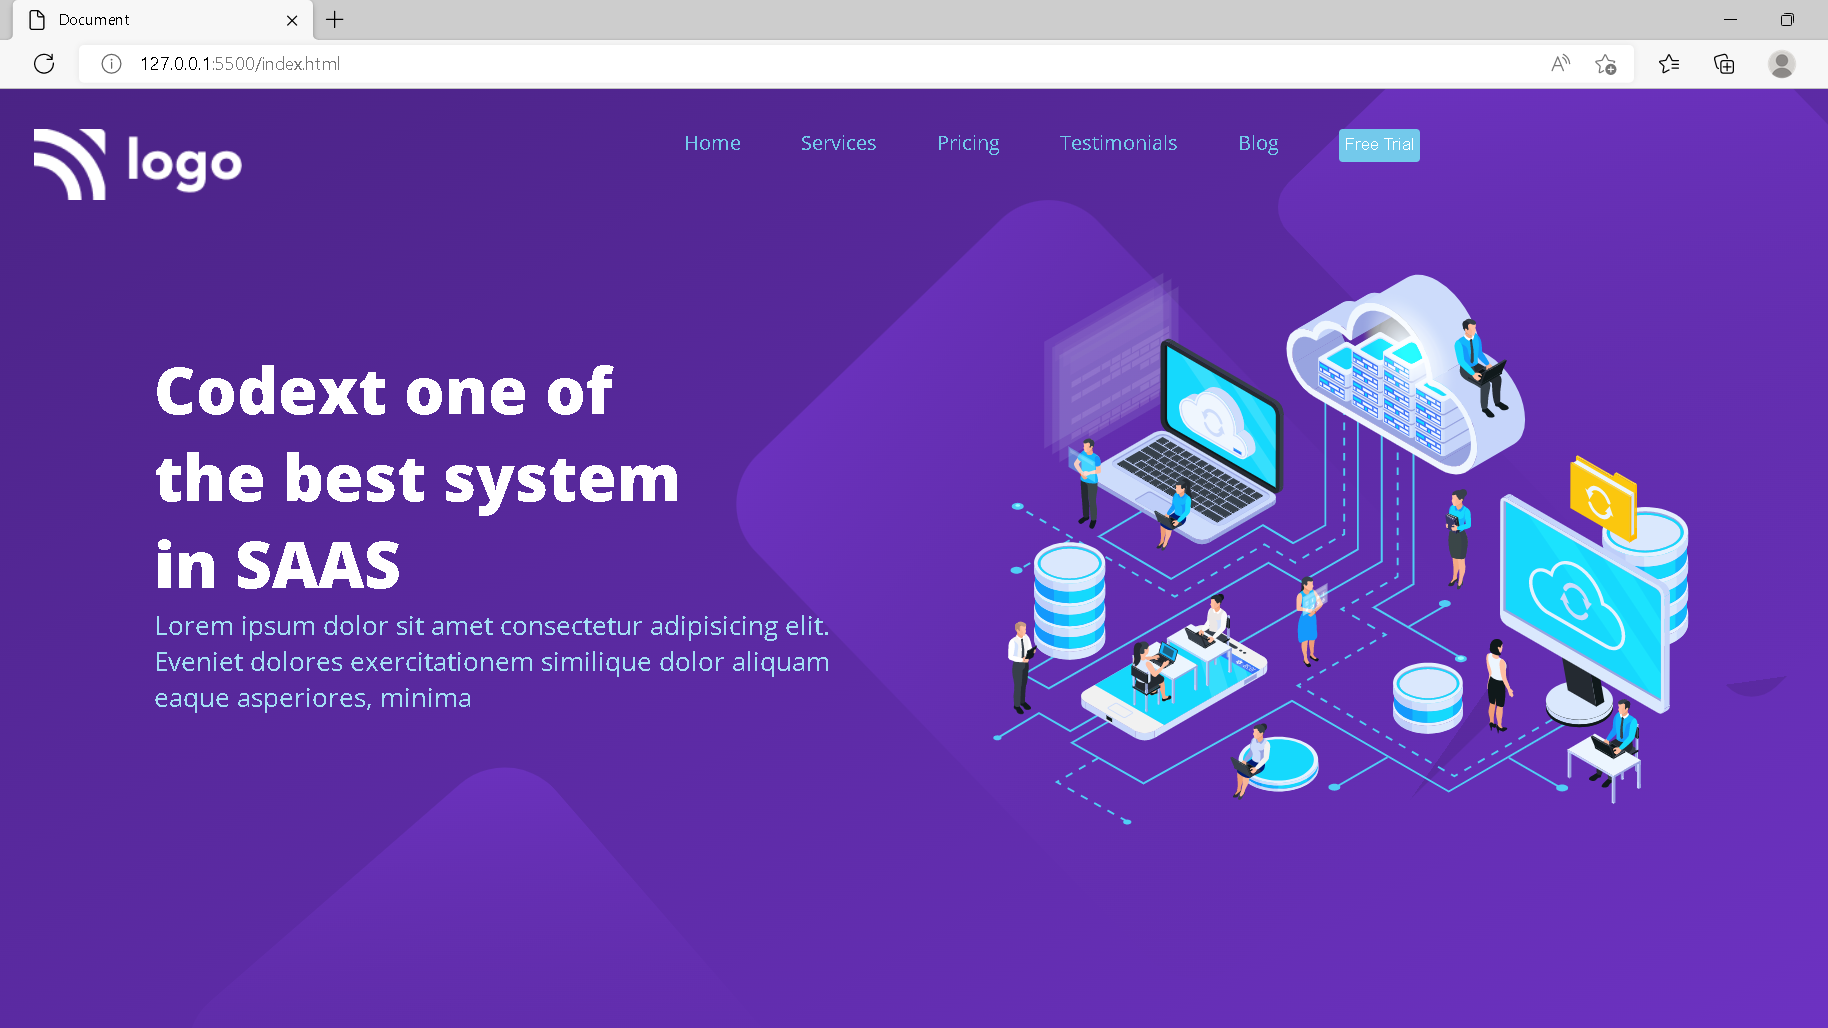 Document
127.0.0.1:5500/index.html
logo
Home Services Pricing Testimonials Blog Free Trial
Codext one of
the best system
in SAAS
Lorem ipsum dolor sit amet consectetur adipisicing elit.
Eveniet dolores exercitationem similique dolor aliquam
eaque asperiores, minima